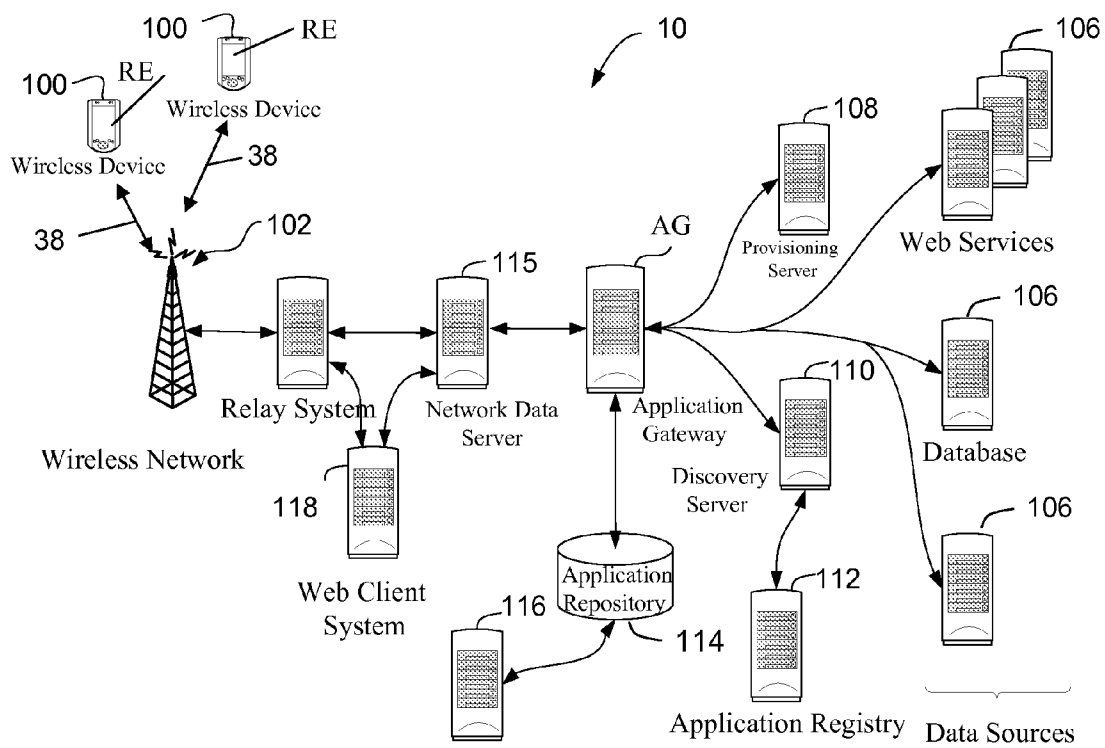 100
RE
10
106
100
RE
Wireless Device
108
Wireless Device
38
38
102
115
AG
Provisioning
Server
Web Services
106
110
Relay System
Network Data
Server
Application
Gateway
Wireless Network
Discovery
Server
Database
118
106
Web Client
System
Application
Repository
112
116
114
Application Registry
Data Sources